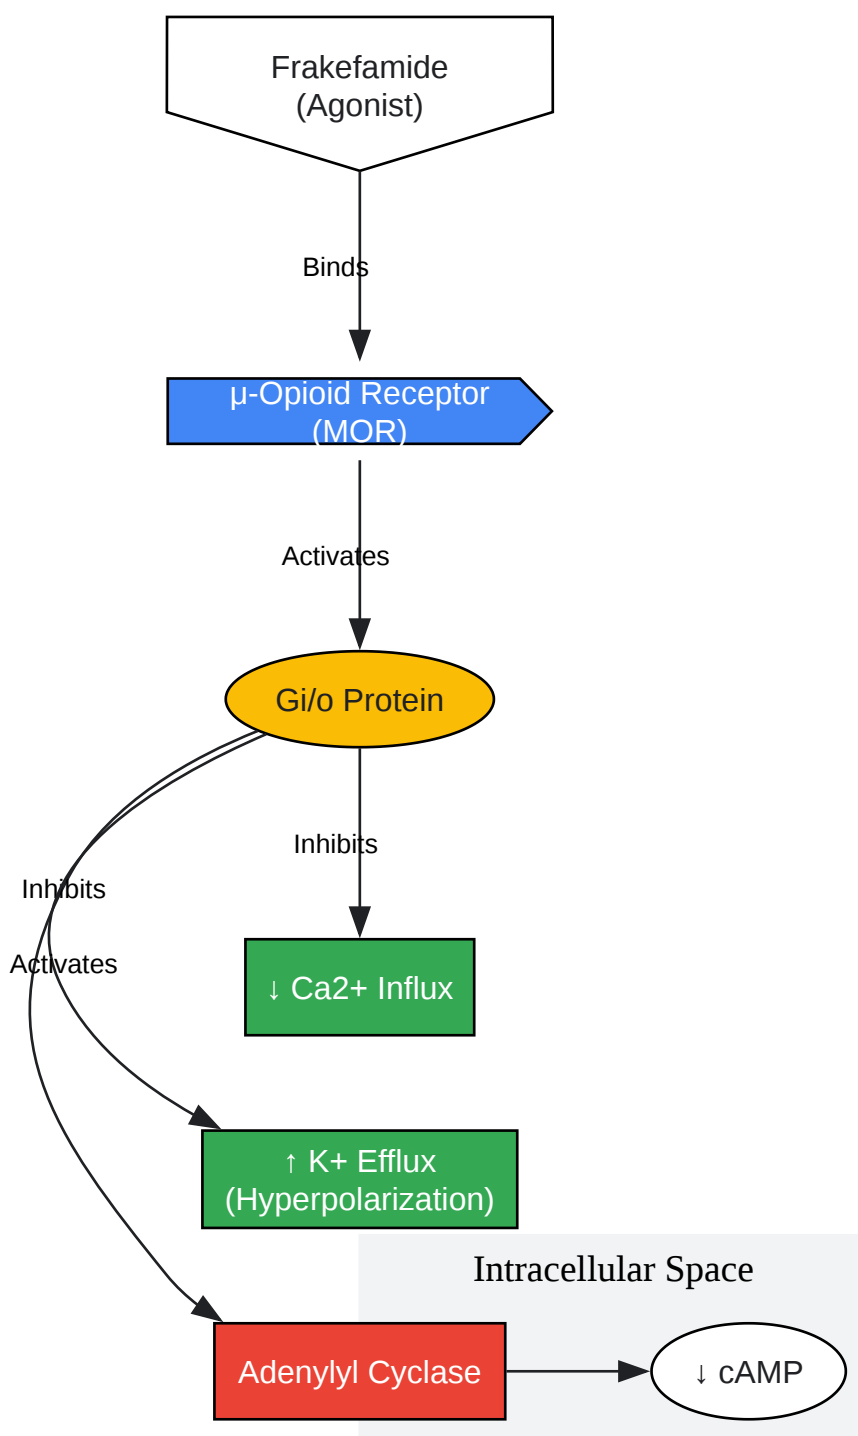 Frakefamide
(Agonist)
Binds
μ-Opioid Receptor
(MOR)
Activates
Gi/o Protein
Inhibits
Inhibits
Activates
↓ Ca2+ Influx
↑ K+ Efflux
(Hyperpolarization)
Intracellular Space
Adenylyl Cyclase
↓ cAMP